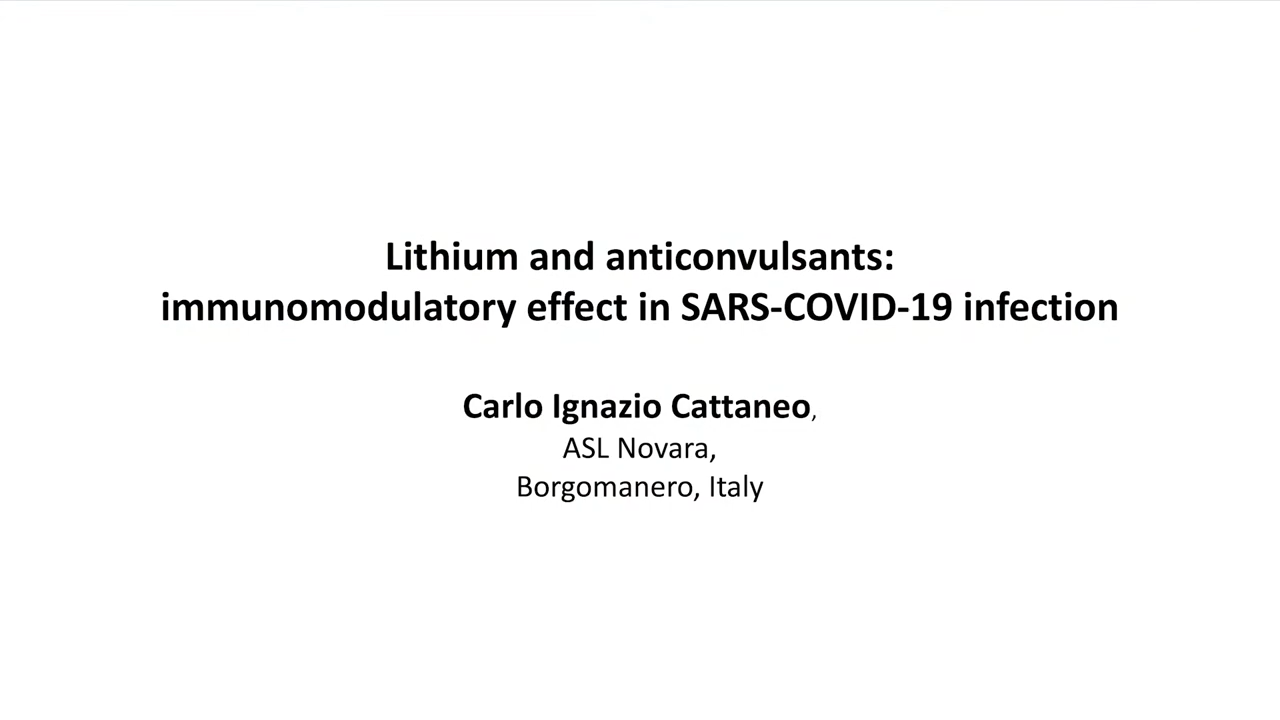 Lithium and anticonvulsants:
immunomodulatory effect in SARS-COVID-19 infection
Carlo Ignazio Cattaneo,
ASL Novara,
Borgomanero, Italy